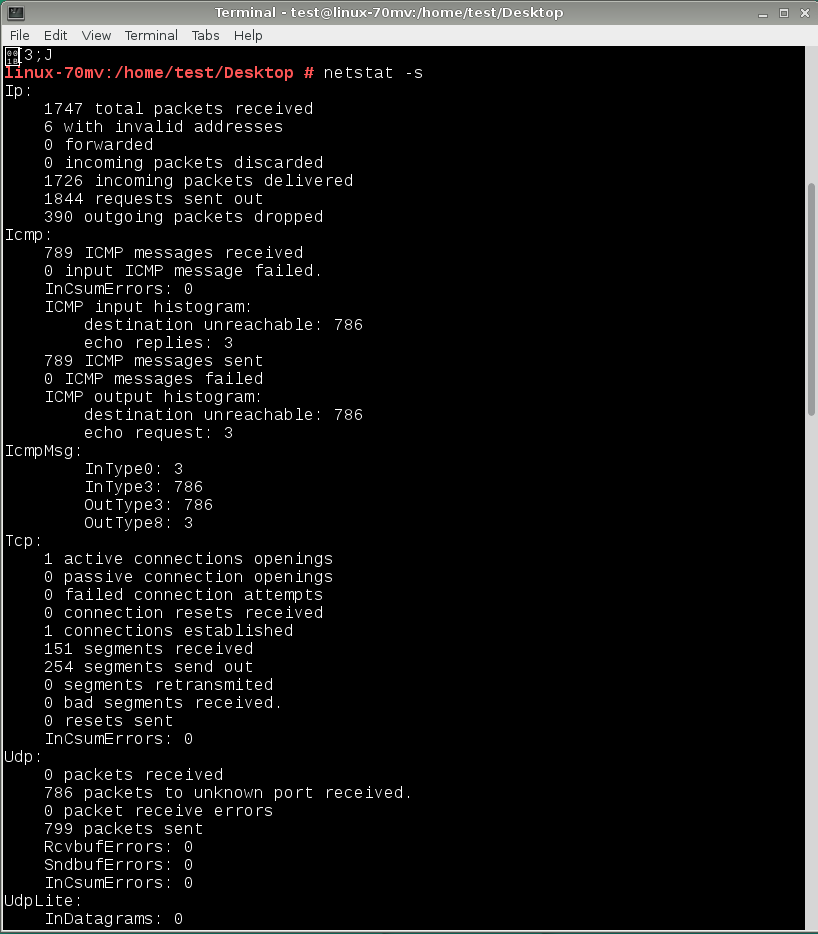 Terminal - test@linux-70mv:/home/test/Desktop
File Edit View Terminal Tabs Help
3;J
linux-70mv:/home/test/Desktop # netstat -s
Ip:
    1747 total packets received
    6 with invalid addresses
    0 forwarded
    0 incoming packets discarded
    1726 incoming packets delivered
    1844 requests sent out
    390 outgoing packets dropped
Icmp:
    789 ICMP messages received
    0 input ICMP message failed.
    InCsumErrors: 0
    ICMP input histogram:
        destination unreachable: 786
        echo replies: 3
    789 ICMP messages sent
    0 ICMP messages failed
    ICMP output histogram:
        destination unreachable: 786
        echo request: 3
IcmpMsg:
        InType0: 3
        InType3: 786
        OutType3: 786
        OutType8: 3
Tcp:
    1 active connections openings
    0 passive connection openings
    0 failed connection attempts
    0 connection resets received
    1 connections established
    151 segments received
    254 segments send out
    0 segments retransmited
    0 bad segments received.
    0 resets sent
    InCsumErrors: 0
Udp:
    0 packets received
    786 packets to unknown port received.
    0 packet receive errors
    799 packets sent
    RcvbufErrors: 0
    SndbufErrors: 0
    InCsumErrors: 0
UdpLite:
    InDatagrams: 0